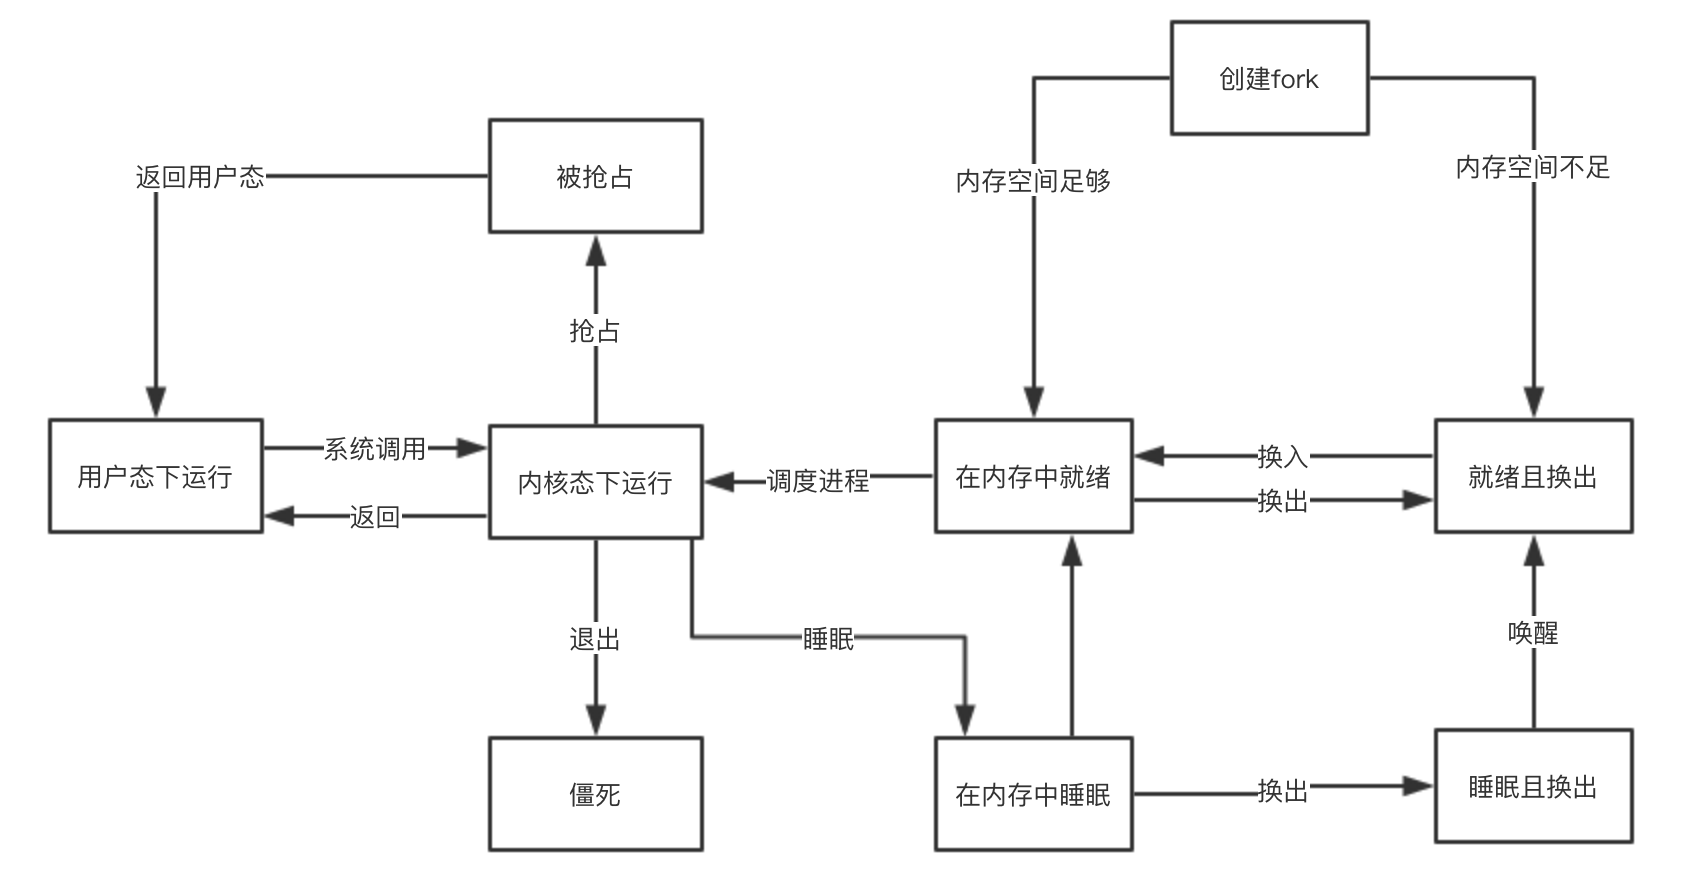 创建fork
被抢占
返回用户态
内存空间足够
内存空间不足
抢占
用户态下运行
系统调用
返回
内核态下运行
调度进程
在内存中就绪
换入
换出
就绪且换出
退出
睡眠
唤醒
僵死
在内存中睡眠
换出
睡眠且换出